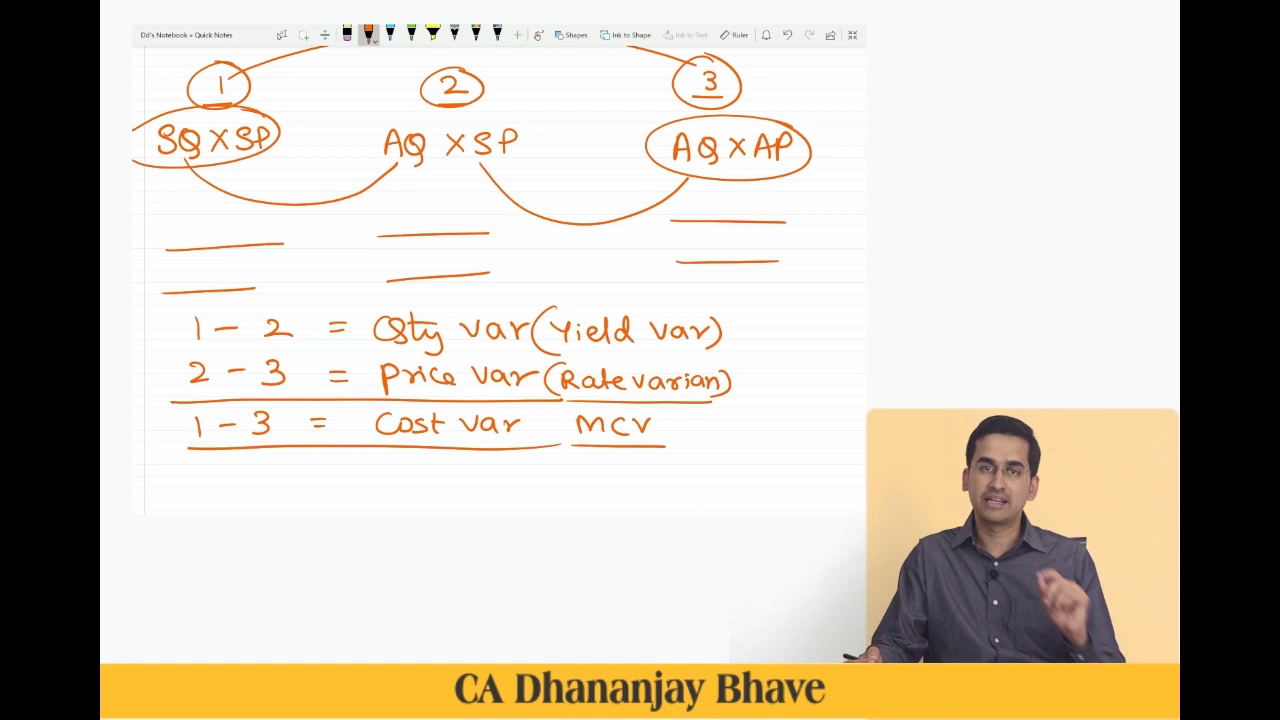 Dd's Notebook » Quick Notes
Shapes Ink to Shape Ink to Text Ruler
1 2 3
SQ X SP AQ X SP AQ X AP
1 - 2 = Qty var (Yield var)
2 - 3 = Price var (Rate varian)
1 - 3 = Cost var MCV
CA Dhananjay Bhave